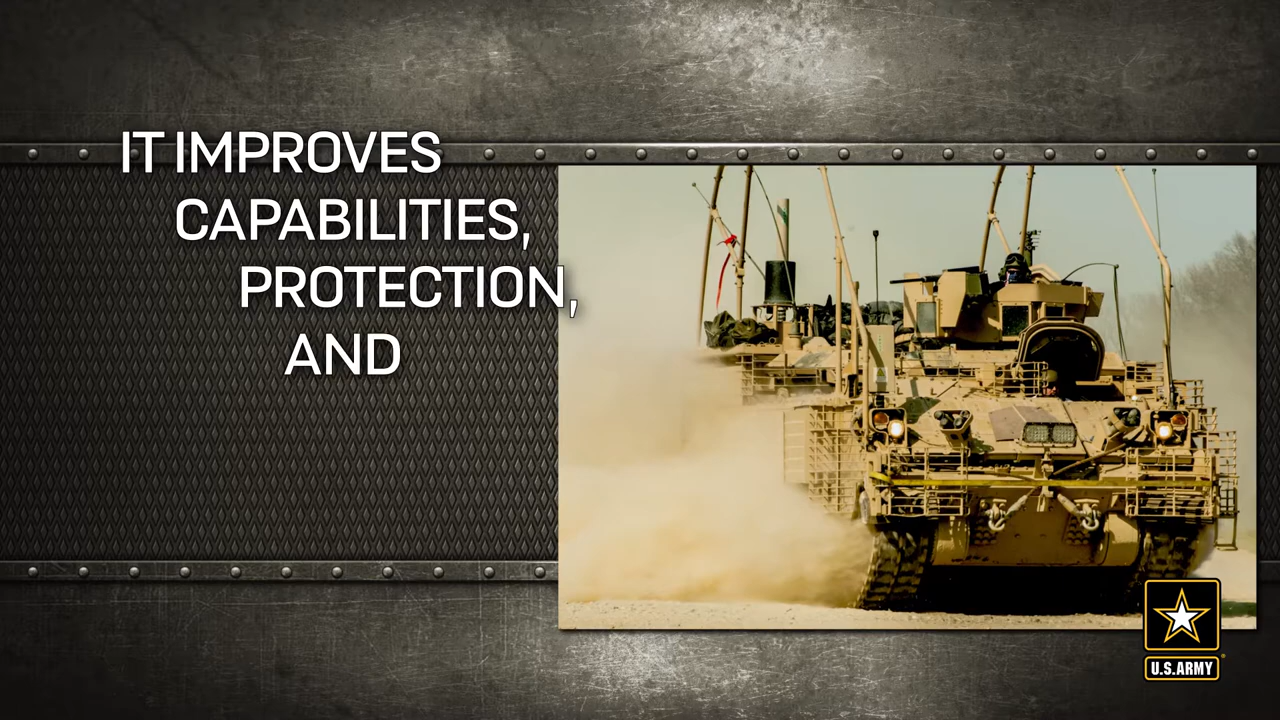 IT IMPROVES
CAPABILITIES,
PROTECTION,
AND
U.S.ARMY